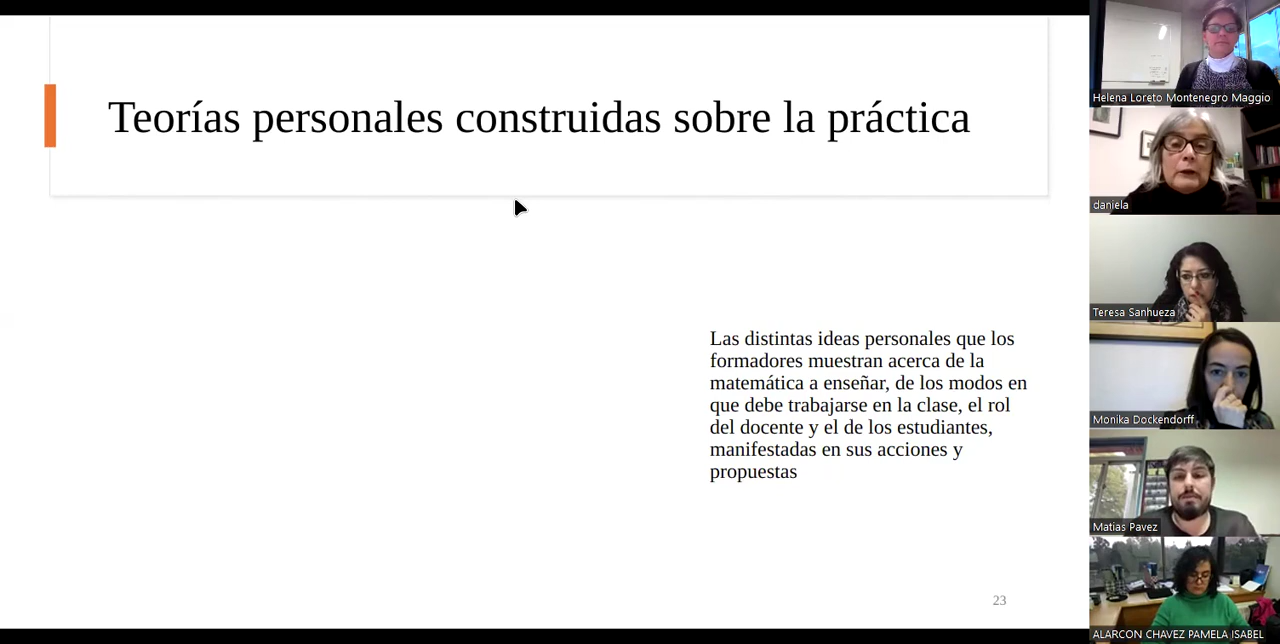 Teorías personales construidas sobre la práctica
Las distintas ideas personales que los
formadores muestran acerca de la
matemática a enseñar, de los modos en
que debe trabajarse en la clase, el rol
del docente y el de los estudiantes,
manifestadas en sus acciones y
propuestas
23
Helena Loreto Montenegro Maggio
daniela
Teresa Sanhueza
Monika Dockendorff
Matias Pavez
ALARCON CHAVEZ PAMELA ISABEL